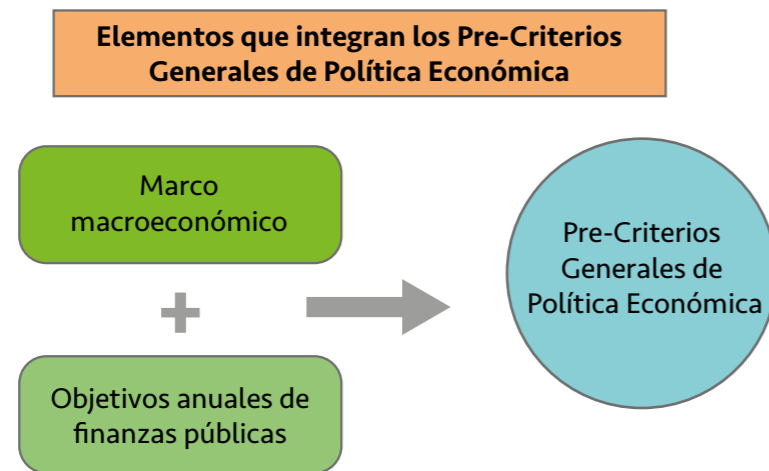 Elementos que integran los Pre-Criterios
Generales de Política Económica
Marco
macroeconómico
+
Objetivos anuales de
finanzas públicas
Pre-Criterios
Generales de
Política Económica